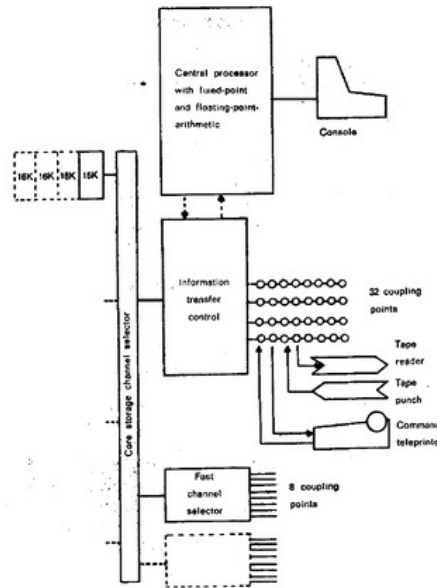 Central processor
with fixed-point
and floating-point-
arithmetic
Console
16K 16K 16K 16K
Core storage channel selector
Information
transfer
control
32 coupling
points
Tape
reader
Tape
punch
Command
teleprinte
Fast
channel
selector
8 coupling
points